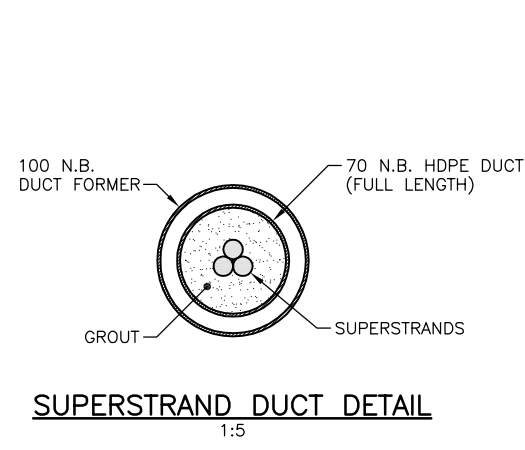 100 N.B.
DUCT FORMER
70 N.B. HDPE DUCT
(FULL LENGTH)
GROUT
SUPERSTRANDS
SUPERSTRAND DUCT DETAIL
1:5